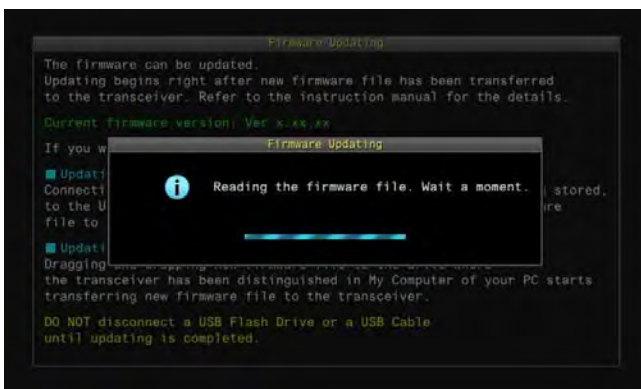 Firmware Updating
The firmware can be updated.
Updating begins right after new firmware file has been transferred
to the transceiver. Refer to the instruction manual for the details.
Current firmware version: Ver x.xx.xx
If you w
Firmware Updating
■ Updati
Reading the firmware file. Wait a moment.
Connecti stored,
to the U re
file to
■ Updati
Dragging
the transceiver has been distinguished in My Computer of your PC starts
transferring new firmware file to the transceiver.
DO NOT disconnect a USB Flash Drive or a USB Cable
until updating is completed.